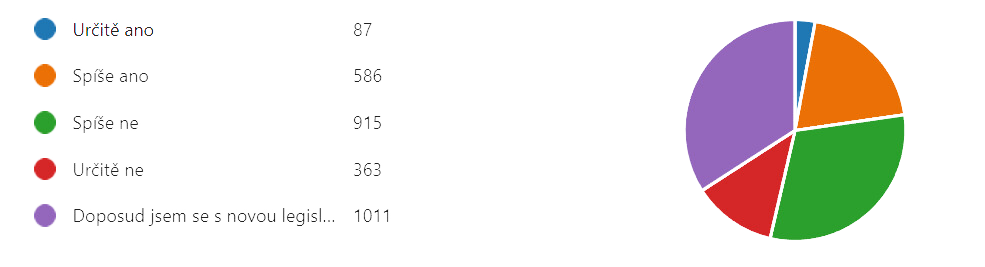 Určitě ano 87
Spíše ano 586
Spíše ne 915
Určitě ne 363
Doposud jsem se s novou legisl... 1011